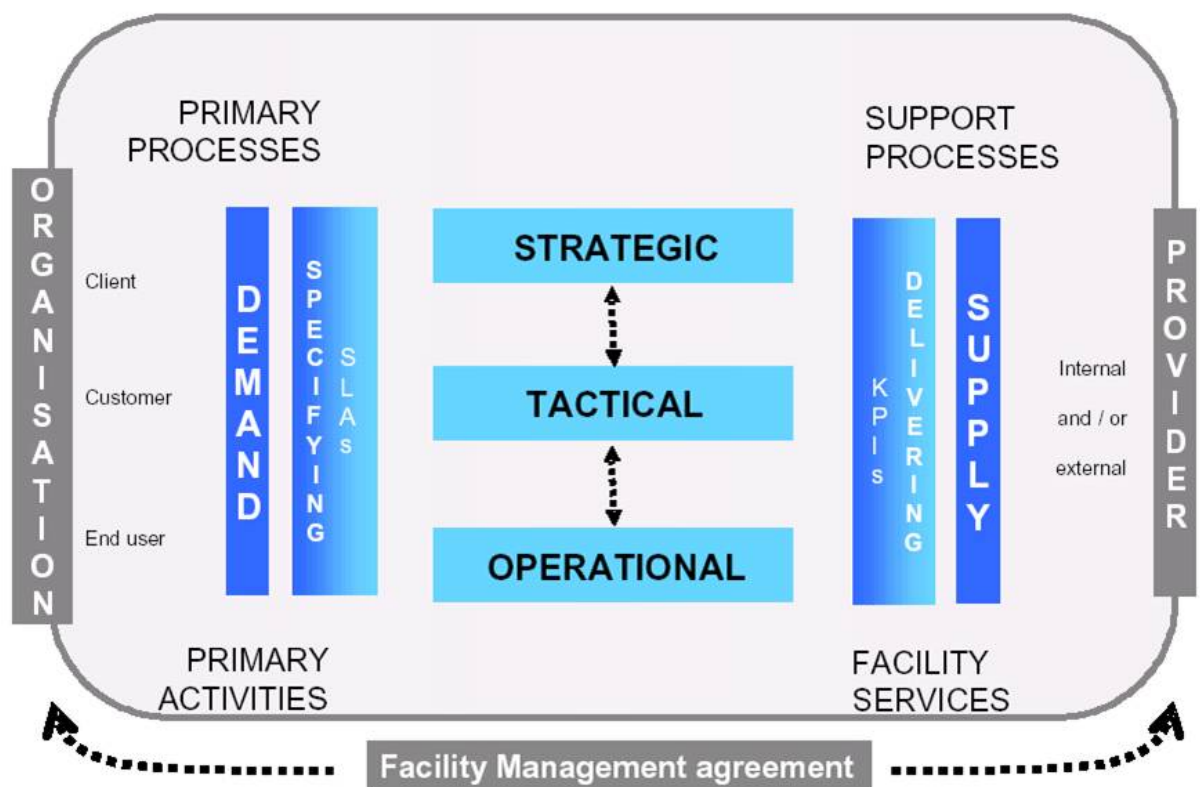 PRIMARY
PROCESSES
SUPPORT
PROCESSES
ORGANISATION
Client
Customer
End user
DEMAND
SPECIFYING
SLAs
STRATEGIC
TACTICAL
OPERATIONAL
KPIs
DELIVERING
SUPPLY
Internal
and / or
external
PROVIDER
PRIMARY
ACTIVITIES
FACILITY
SERVICES
Facility Management agreement